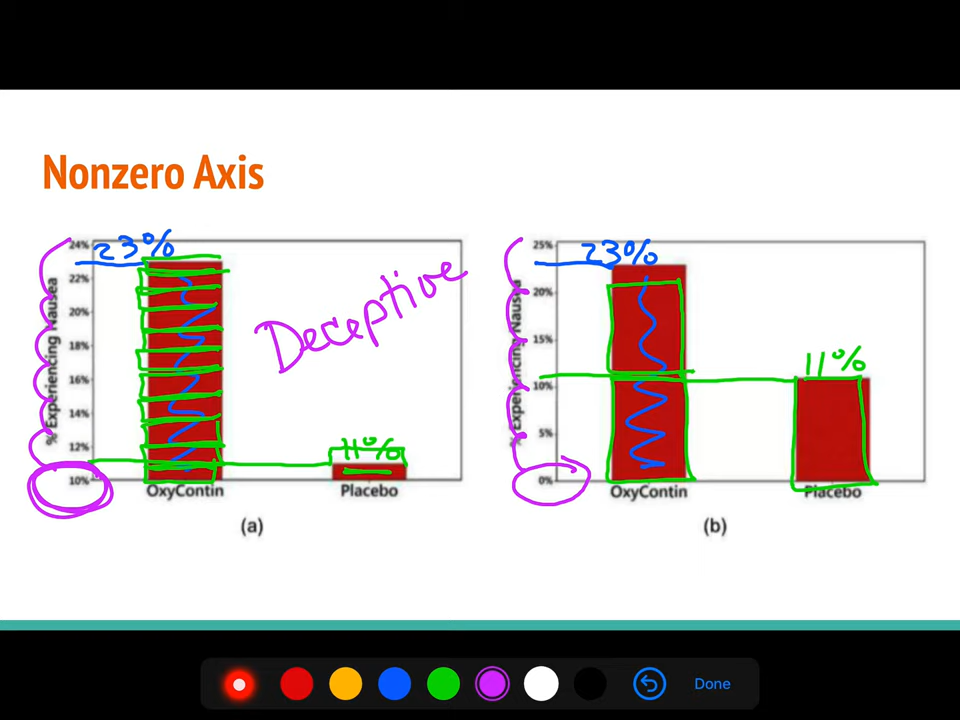 Nonzero Axis
24%
22%
20%
18%
16%
14%
12%
10%
% Experiencing Nausea
23%
11%
Deceptive
OxyContin
Placebo
(a)
25%
20%
15%
10%
5%
0%
% Experiencing Nausea
23%
11%
OxyContin
Placebo
(b)
Done